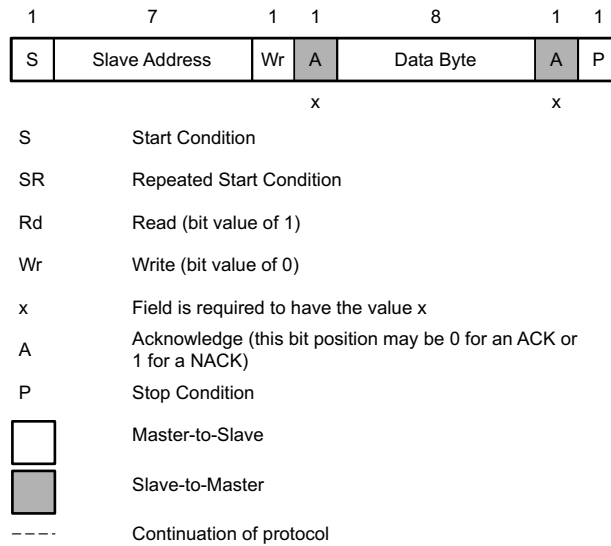 1 7 1 1 8 1 1
S Slave Address Wr A Data Byte A P
x x
S Start Condition
SR Repeated Start Condition
Rd Read (bit value of 1)
Wr Write (bit value of 0)
x Field is required to have the value x
A Acknowledge (this bit position may be 0 for an ACK or
1 for a NACK)
P Stop Condition
Master-to-Slave
Slave-to-Master
Continuation of protocol